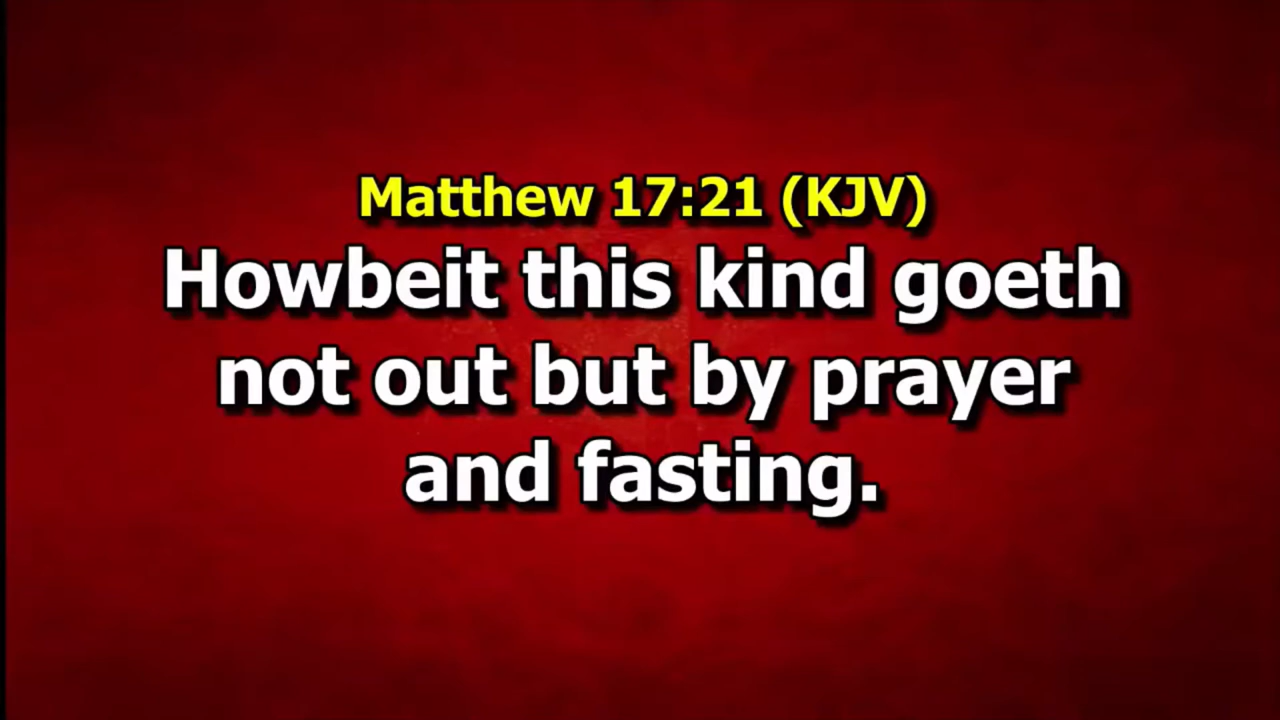 Matthew 17:21 (KJV)
Howbeit this kind goeth
not out but by prayer
and fasting.